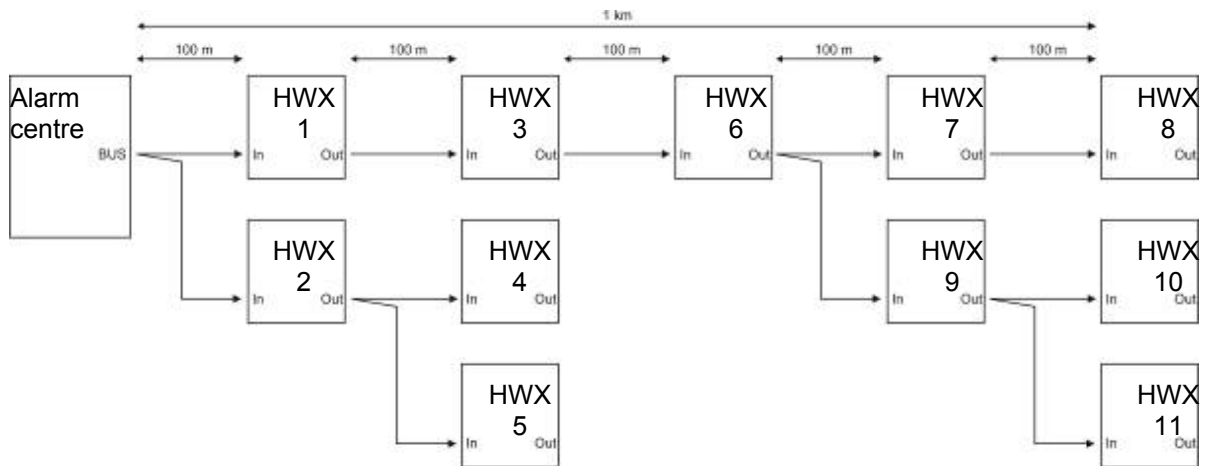 1 km
100 m 100 m 100 m 100 m 100 m
Alarm
centre
BUS
HWX
1
In Out
HWX
3
In Out
HWX
6
In Out
HWX
7
In Out
HWX
8
In Out
HWX
2
In Out
HWX
4
In Out
HWX
9
In Out
HWX
10
In Out
HWX
5
In Out
HWX
11
In Out